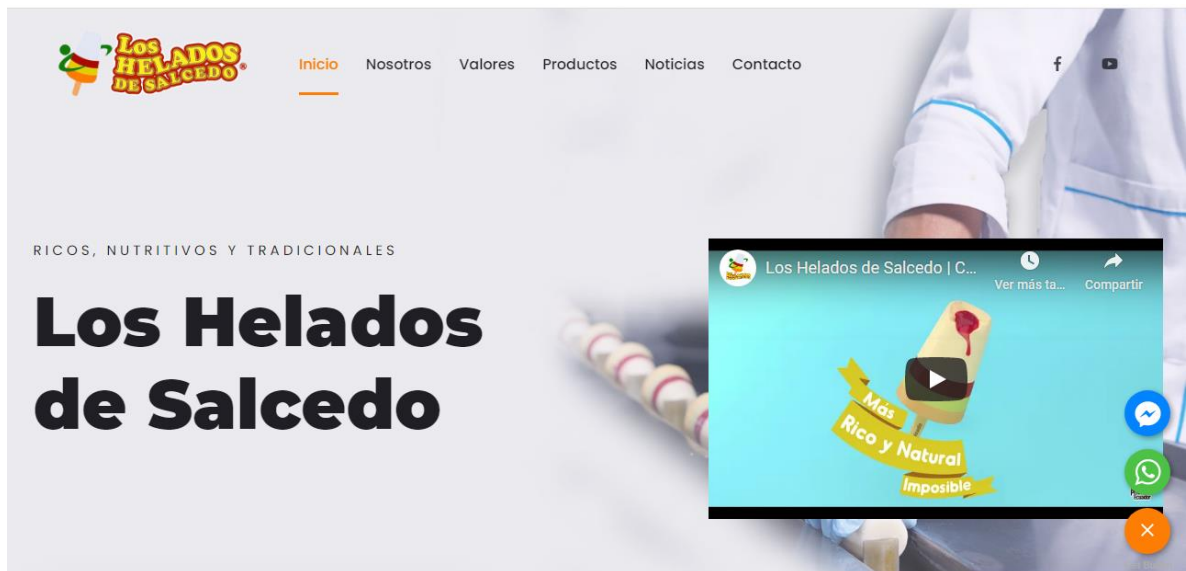 Los
HELADOS
DE SALCEDO
Inicio Nosotros Valores Productos Noticias Contacto
RICOS, NUTRITIVOS Y TRADICIONALES
Los Helados
de Salcedo
Los Helados de Salcedo | C...
Ver más ta...
Compartir
Más
Rico y Natural
Imposible